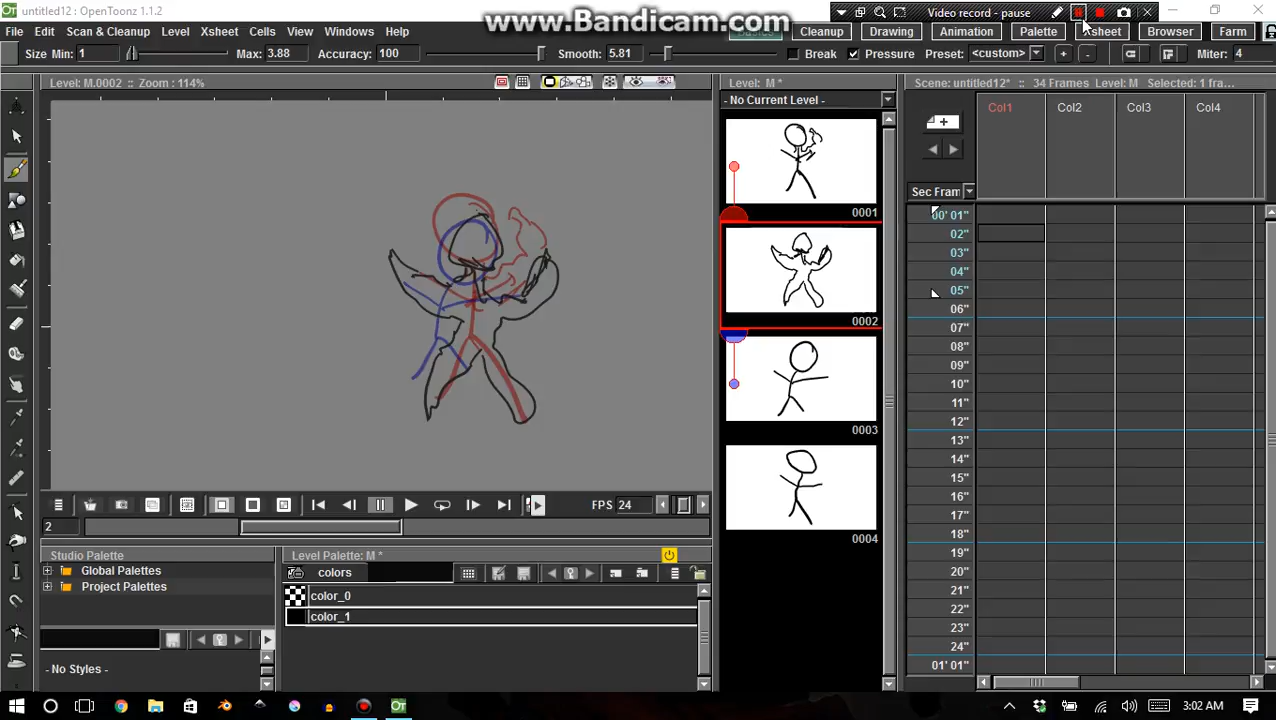 untitled12 : OpenToonz 1.1.2
www.Bandicam.com
Video record - pause
File Edit Scan & Cleanup Level Xsheet Cells View Windows Help
Basics Cleanup Drawing Animation Palette Xsheet Browser Farm
Size Min: 1 Max: 3.88 Accuracy: 100 Smooth: 5.81 Break Pressure Preset: <custom> + - Miter: 4
Level: M.0002 :: Zoom : 114%
Level: M *
Scene: untitled12* :: 34 Frames Level: M Selected: 1 fra...
- No Current Level -
Col1 Col2 Col3 Col4
Sec Fram
0001
0002
0003
0004
00' 01"
02"
03"
04"
05"
06"
07"
08"
09"
10"
11"
12"
13"
14"
15"
16"
17"
18"
19"
20"
21"
22"
23"
24"
01' 01"
FPS 24
2
Studio Palette
Global Palettes
Project Palettes
- No Styles -
Level Palette: M *
colors
color_0
color_1
3:02 AM